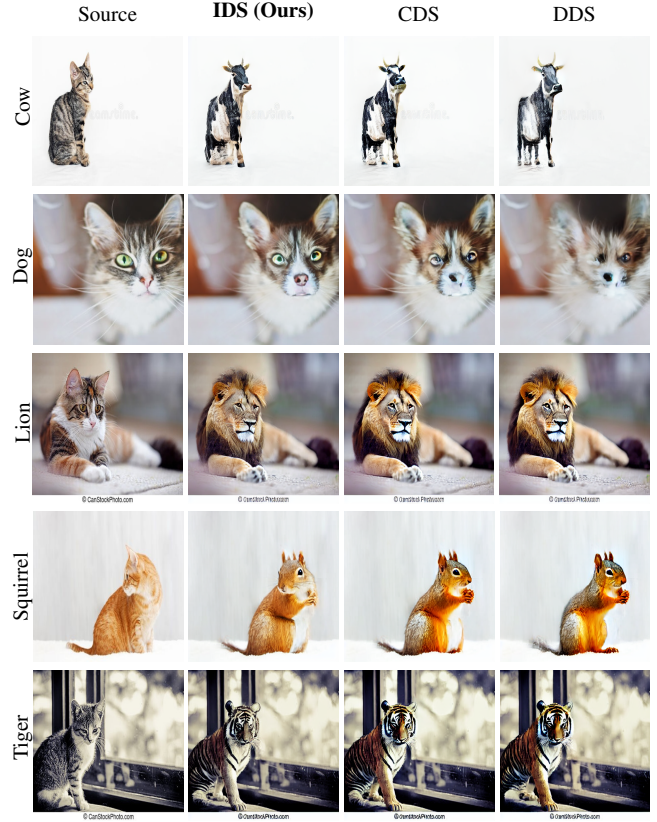 Source IDS (Ours) CDS DDS
Cow
Dog
Lion
© CanStockPhoto.com
Squirrel
Tiger
© CanStockPhoto.com